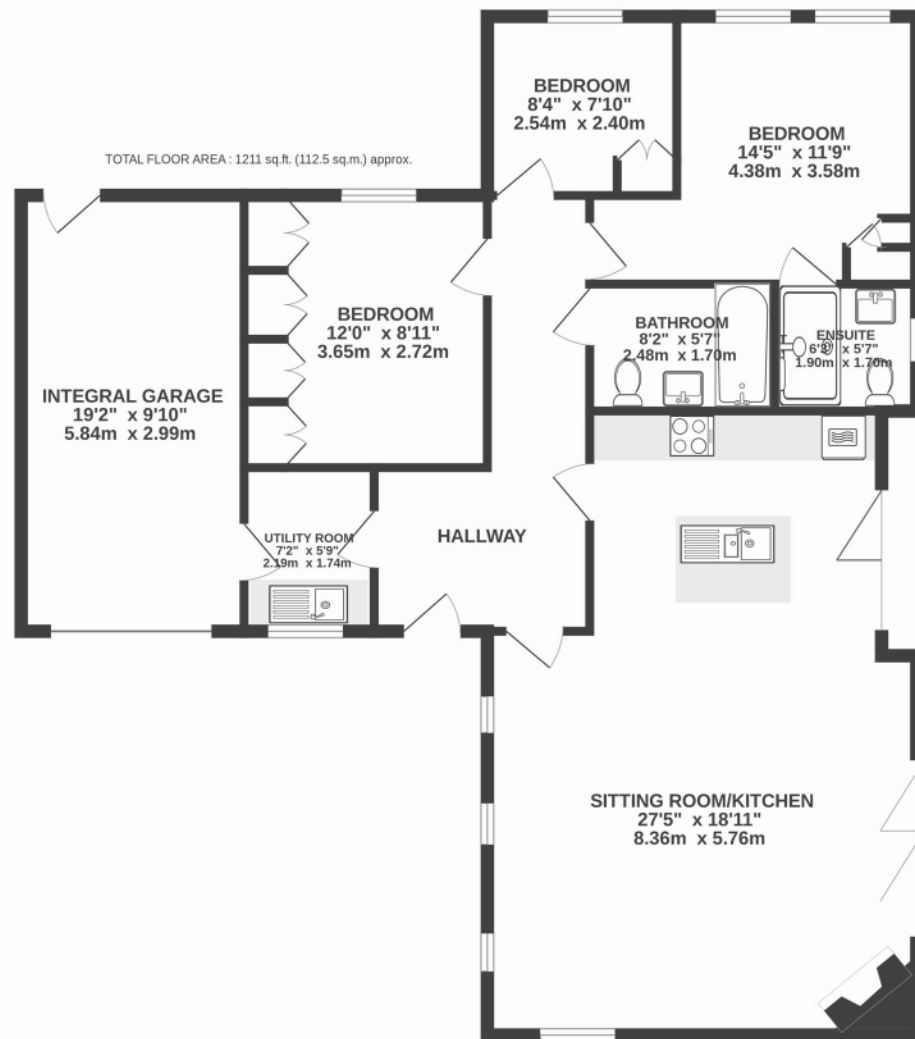 BEDROOM
8'4" x 7'10"
2.54m x 2.40m
BEDROOM
14'5" x 11'9"
4.38m x 3.58m
TOTAL FLOOR AREA : 1211 sq.ft. (112.5 sq.m.) approx.
BEDROOM
12'0" x 8'11"
3.65m x 2.72m
BATHROOM
8'2" x 5'7"
2.48m x 1.70m
ENSUITE
x 5'7"
1.90m x 1.70m
INTEGRAL GARAGE
19'2" x 9'10"
5.84m x 2.99m
UTILITY ROOM
7'2" x 5'9"
2.19m x 1.74m
HALLWAY
SITTING ROOM/KITCHEN
27'5" x 18'11"
8.36m x 5.76m